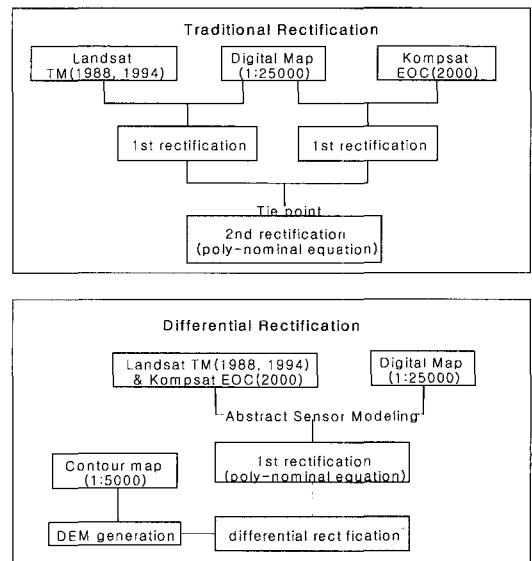 Traditional Rectification
Landsat
TM(1988, 1994)
Digital Map
(1:25000)
Kompsat
EOC(2000)
1st rectification
1st rectification
Tie point
2nd rectification
(poly-nominal equation)
Differential Rectification
Landsat TM(1988, 1994)
& Kompsat EOC(2000)
Digital Map
(1:25000)
Abstract Sensor Modeling
Contour map
(1:5000)
1st rectification
(poly-nominal equation)
DEM generation
differential rectification